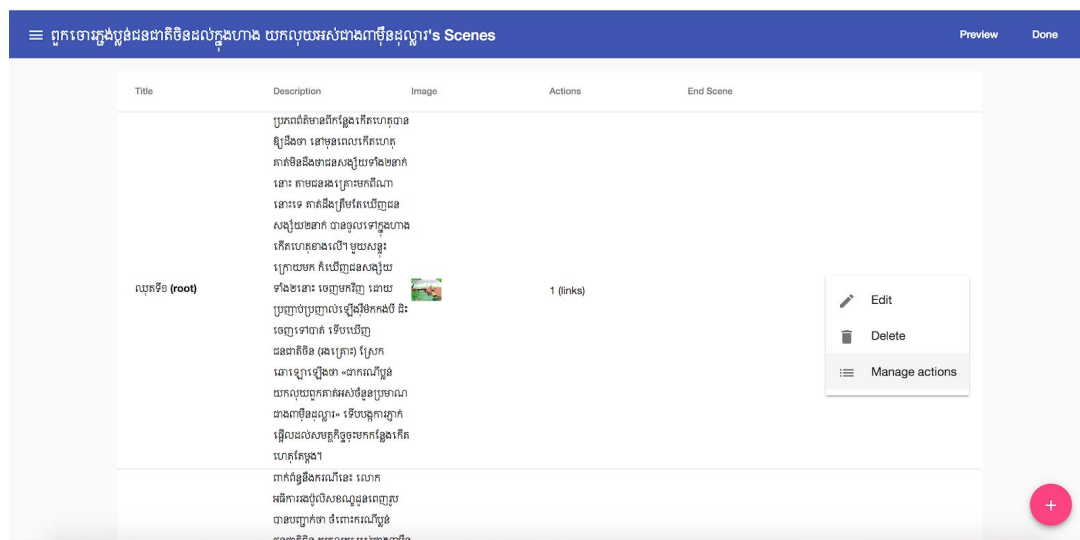 ពួកចោរភ្ជង់ប្លន់ជនជាតិចិនដល់ក្នុងហាង យកលុយអស់ជាង៣ម៉ឺនដុល្លារ's Scenes
Preview
Done
Title
Description
Image
Actions
End Scene
ប្រភពព័ត៌មានពីកន្លែងកើតហេតុបាន
ឱ្យដឹងថា នៅមុនពេលកើតហេតុ
គាត់មិនដឹងថាជនសង្ស័យទាំង២នាក់
នោះ តាមជនរងគ្រោះមកពីណា
នោះទេ គាត់ដឹងត្រឹមតែឃើញជន
សង្ស័យ២នាក់ បានចូលទៅក្នុងហាង
កើតហេតុខាងលើ។ មួយសន្ទុះ
ក្រោយមក ក៏ឃើញជនសង្ស័យ
ទាំង២នោះ ចេញមកវិញ ដោយ
ប្រញាប់ប្រញាល់ឡើងរ៉ឺម៉កកង់បី ជិះ
ចេញទៅបាត់ ទើបឃើញ
ជនជាតិចិន (រងគ្រោះ) ស្រែក
ឆោឡោឡើងថា «ជាករណីប្លន់
យកលុយពួកគាត់អស់ចំនួនប្រមាណ
ជាង៣ម៉ឺនដុល្លារ» ទើបបង្កការភ្ញាក់
ផ្អើលដល់សមត្ថកិច្ចចុះមកកន្លែងកើត
ហេតុតែម្តង។
ឈុតទី១ (root)
1 (links)
Edit
Delete
Manage actions
ពាក់ព័ន្ធនឹងករណីនេះ លោក
អធិការរងប៉ូលិសខណ្ឌដូនពេញរូប
បានបញ្ជាក់ថា ចំពោះករណីប្លន់